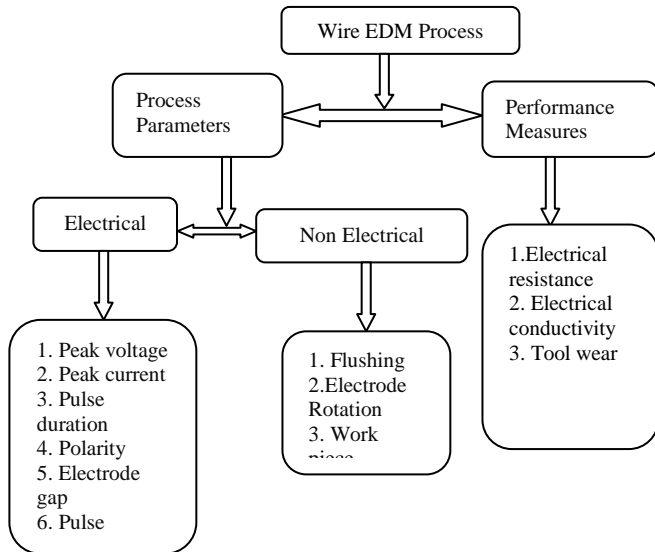 Wire EDM Process
Process
Parameters
Performance
Measures
Electrical
Non Electrical
1.Electrical
resistance
2. Electrical
conductivity
3. Tool wear
1. Peak voltage
2. Peak current
3. Pulse
duration
4. Polarity
5. Electrode
gap
6. Pulse
1. Flushing
2.Electrode
Rotation
3. Work
piece